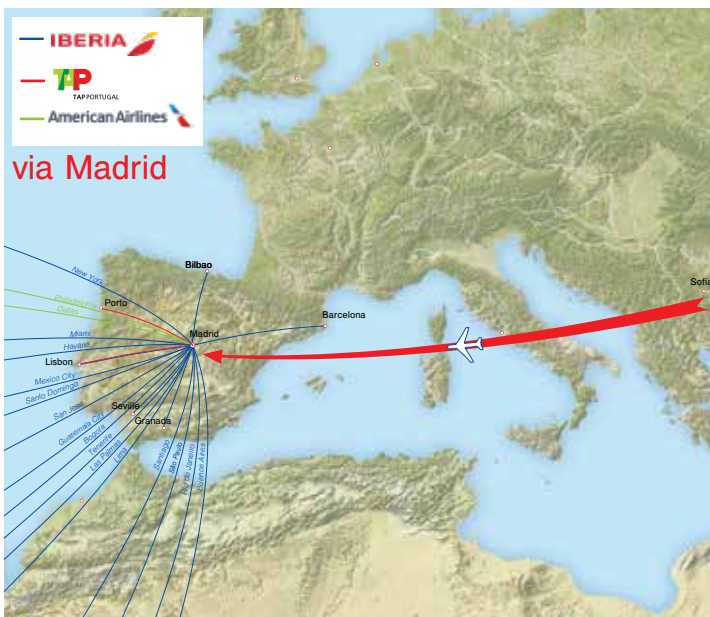 IBERIA
TAP
TAPPORTUGAL
American Airlines
via Madrid
Bilbao
New York
Philadelphia
Porto
Dallas
Sofia
Barcelona
Miami
Madrid
Havana
Lisbon
Mexico City
Santo Domingo
San Jose
Seville
Granada
Guatemala City
Bogota
Tenerife
Las Palmas
Lima
Santiago
São Paulo
Rio de Janeiro
Buenos Aires